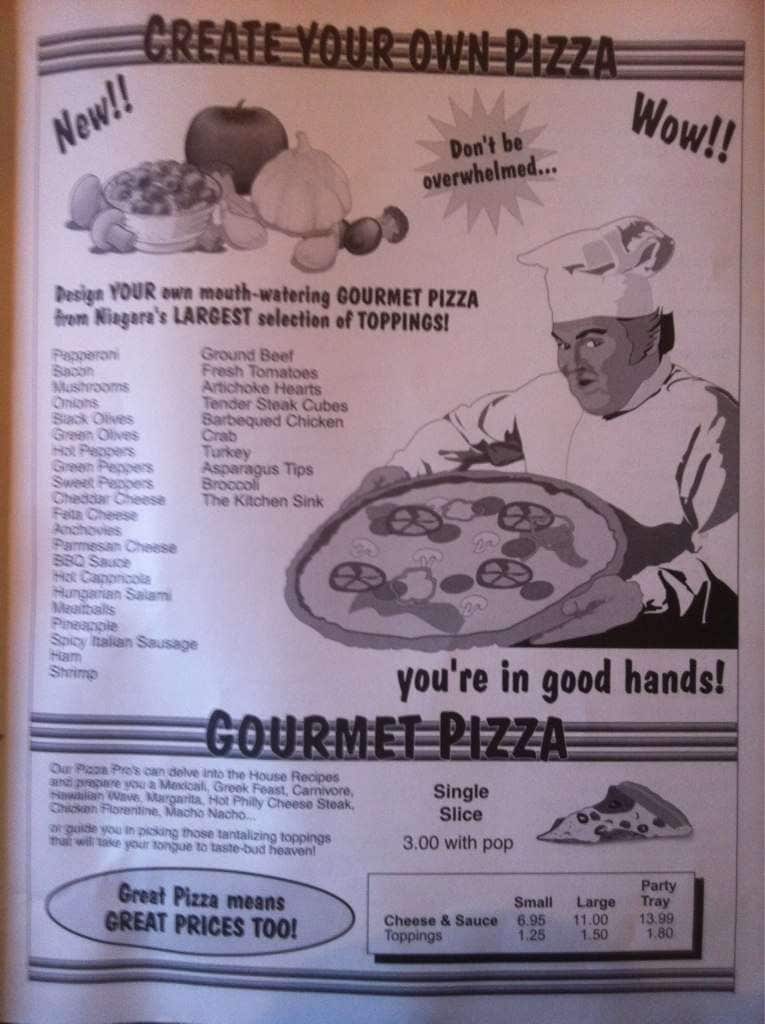 CREATE YOUR OWN PIZZA
New!!
Don't be
overwhelmed...
Wow!!
Design YOUR own mouth-watering GOURMET PIZZA
from Niagara's LARGEST selection of TOPPINGS!
Pepperoni
Bacon
Mushrooms
Onions
Black Olives
Green Olives
Hot Peppers
Green Peppers
Sweet Peppers
Cheddar Cheese
Feta Cheese
Anchovies
Parmesan Cheese
BBQ Sauce
Hot Cappricola
Hungarian Salami
Meatballs
Pineapple
Spicy Italian Sausage
Ham
Shrimp
Ground Beef
Fresh Tomatoes
Artichoke Hearts
Tender Steak Cubes
Barbequed Chicken
Crab
Turkey
Asparagus Tips
Broccoli
The Kitchen Sink
you're in good hands!
GOURMET PIZZA
Our Pizza Pro's can delve into the House Recipes
and prepare you a Mexicali, Greek Feast, Carnivore,
Hawaiian Wave, Margarita, Hot Philly Cheese Steak,
Chicken Florentine, Macho Nacho...
or guide you in picking those tantalizing toppings
that will take your tongue to taste-bud heaven!
Single
Slice
3.00 with pop
Great Pizza means
GREAT PRICES TOO!
Small Large Party Tray
Cheese & Sauce 6.95 11.00 13.99
Toppings 1.25 1.50 1.80